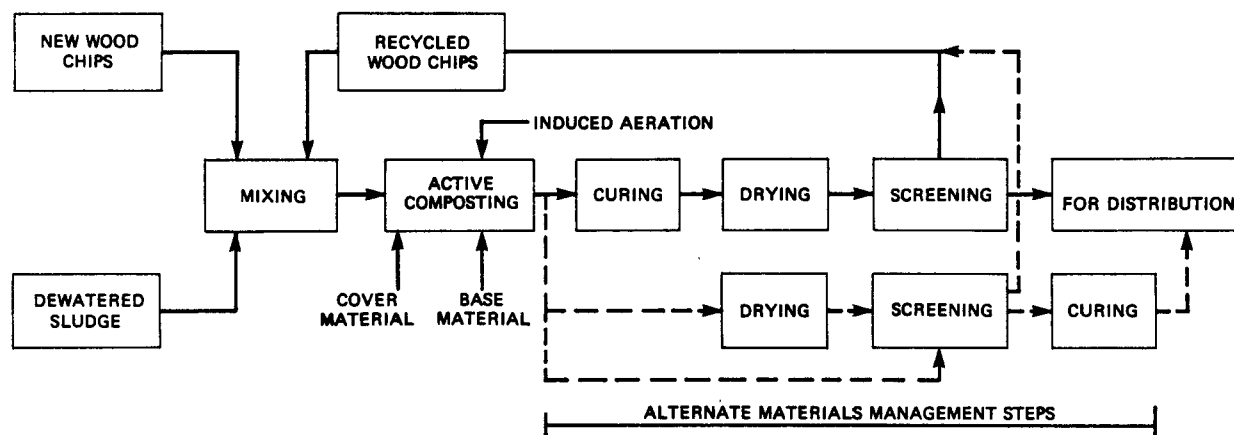 NEW WOOD
CHIPS
RECYCLED
WOOD CHIPS
INDUCED AERATION
MIXING
ACTIVE
COMPOSTING
CURING
DRYING
SCREENING
FOR DISTRIBUTION
DEWATERED
SLUDGE
COVER
MATERIAL
BASE
MATERIAL
DRYING
SCREENING
CURING
ALTERNATE MATERIALS MANAGEMENT STEPS